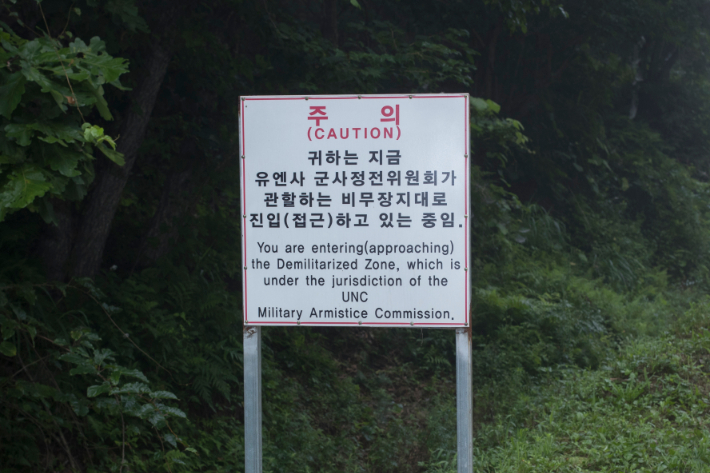 주 의
(CAUTION)
귀하는 지금
유엔사 군사정전위원회가
관할하는 비무장지대로
진입(접근)하고 있는 중임.
You are entering(approaching)
the Demilitarized Zone, which is
under the jurisdiction of the
UNC
Military Armistice Commission.